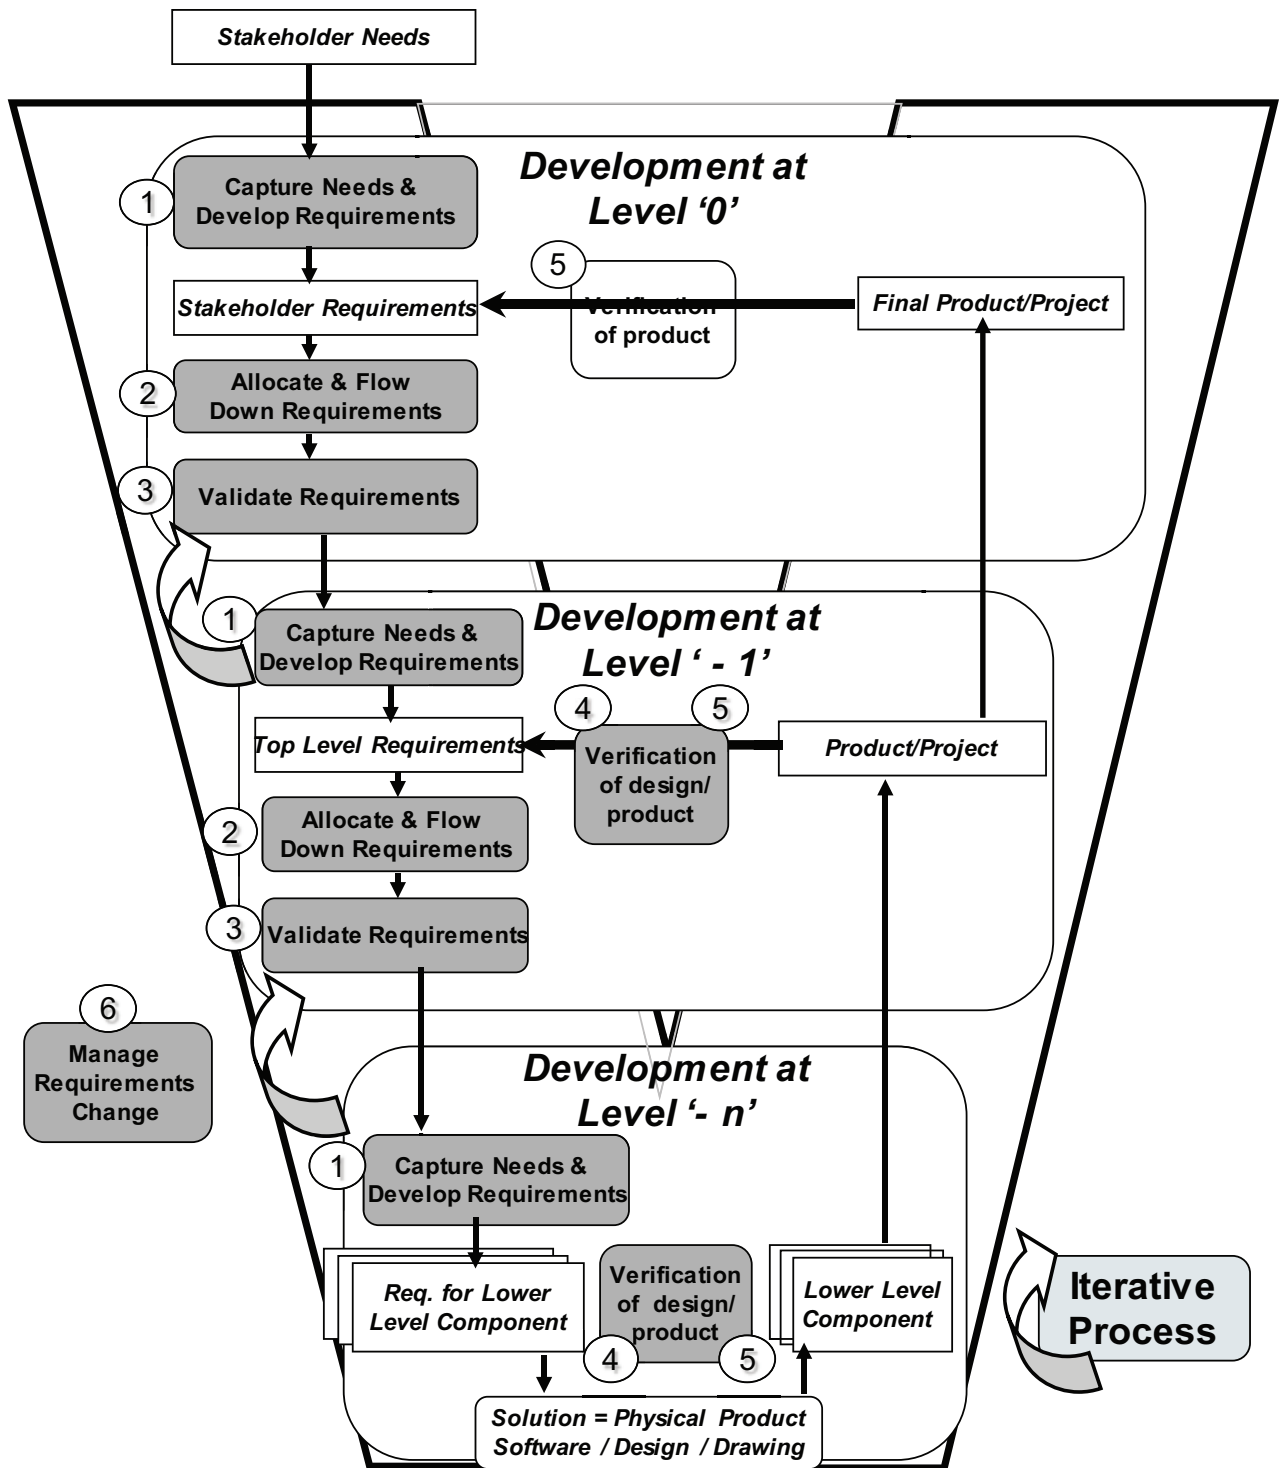 Stakeholder Needs
Development at
Level ‘0’
1
Capture Needs &
Develop Requirements
5
Stakeholder Requirements
Verification
of product
Final Product/Project
2
Allocate & Flow
Down Requirements
3
Validate Requirements
Development at
Level ‘ - 1’
1
Capture Needs &
Develop Requirements
4
5
Top Level Requirements
Verification
of design/
product
Product/Project
2
Allocate & Flow
Down Requirements
3
Validate Requirements
6
Manage
Requirements
Change
Development at
Level ‘- n’
1
Capture Needs &
Develop Requirements
Req. for Lower
Level Component
Verification
of design/
product
4
5
Lower Level
Component
Iterative
Process
Solution = Physical Product
Software / Design / Drawing